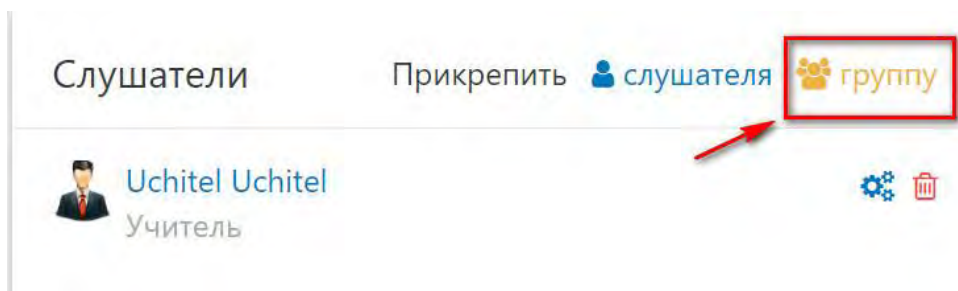 Слушатели Прикрепить слушателя группу
Uchitel Uchitel
Учитель